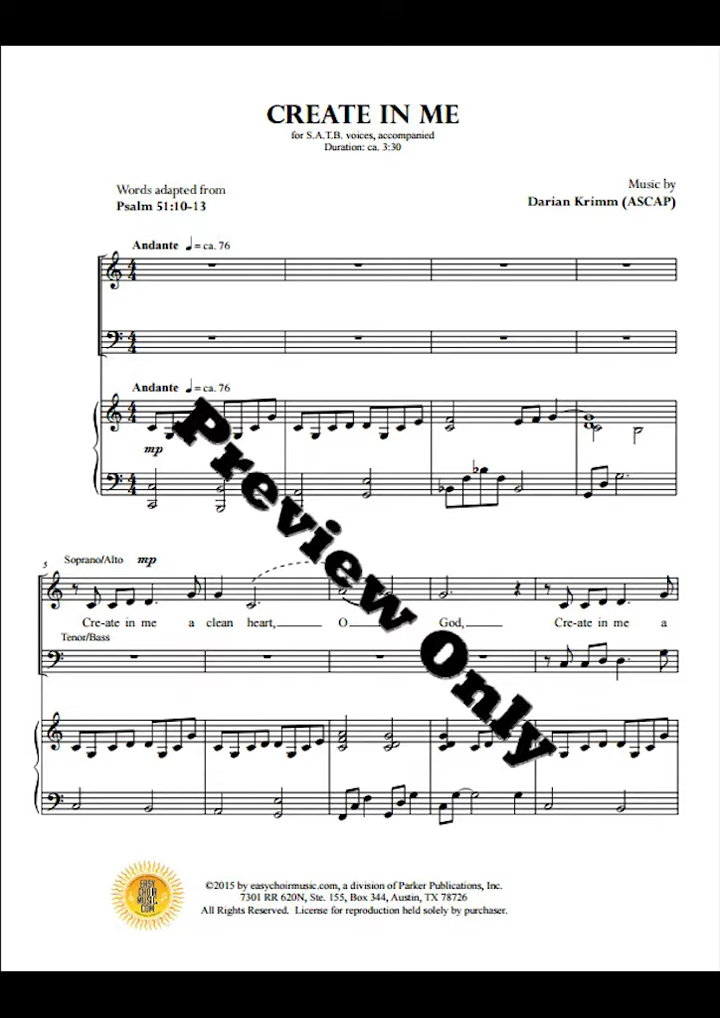 CREATE IN ME
for S.A.T.B. voices, accompanied
Duration: ca. 3:30
Words adapted from
Psalm 51:10-13
Music by
Darian Krimm (ASCAP)
Andante ♩ = ca. 76
Andante ♩ = ca. 76
mp
Preview Only
5
Soprano/Alto mp
Cre-ate in me a clean heart, O God, Cre-ate in me a
Tenor/Bass
EASY
CHOIR
MUSIC
.COM
©2015 by easychoirmusic.com, a division of Parker Publications, Inc.
7301 RR 620N, Ste. 155, Box 344, Austin, TX 78726
All Rights Reserved. License for reproduction held solely by purchaser.